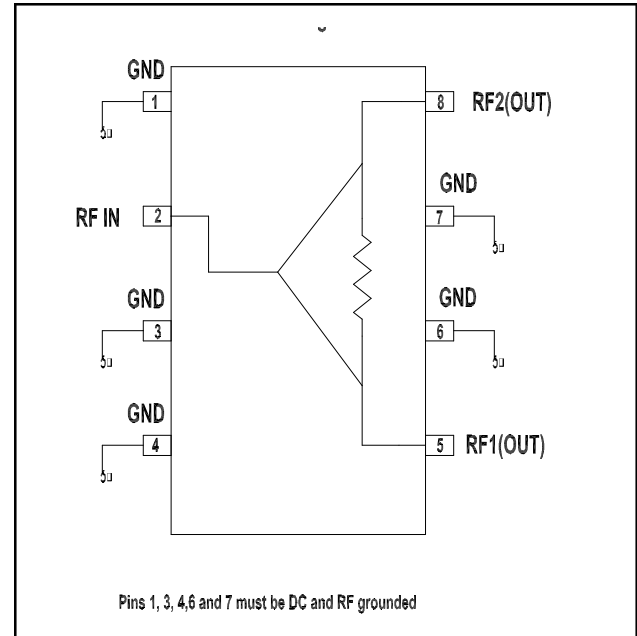 GND
1
8
RF2(OUT)
GND
RF IN
2
7
GND
GND
3
6
GND
4
5
RF1(OUT)
Pins 1, 3, 4,6 and 7 must be DC and RF grounded